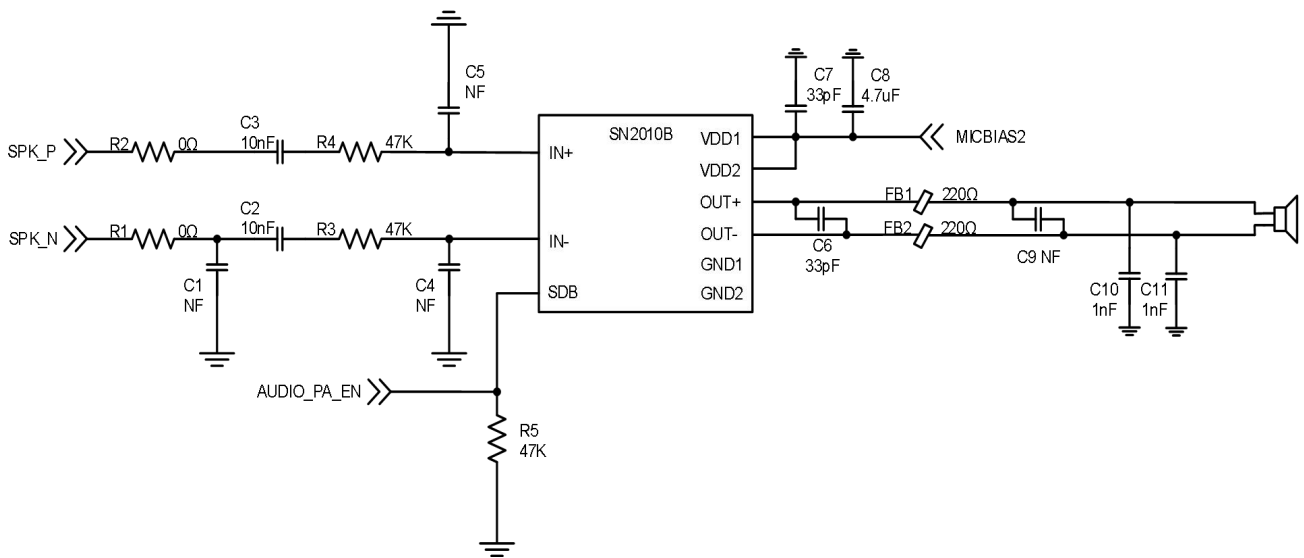 C5
NF
C7
33pF
C8
4.7uF
SN2010B
SPK_P
R2
0Ω
C3
10nF
R4
47K
IN+
VDD1
MICBIAS2
VDD2
OUT+
FB1
220Ω
SPK_N
R1
0Ω
C2
10nF
R3
47K
IN-
OUT-
C6
33pF
FB2
220Ω
C9 NF
GND1
C1
NF
C4
NF
SDB
GND2
C10
1nF
C11
1nF
AUDIO_PA_EN
R5
47K